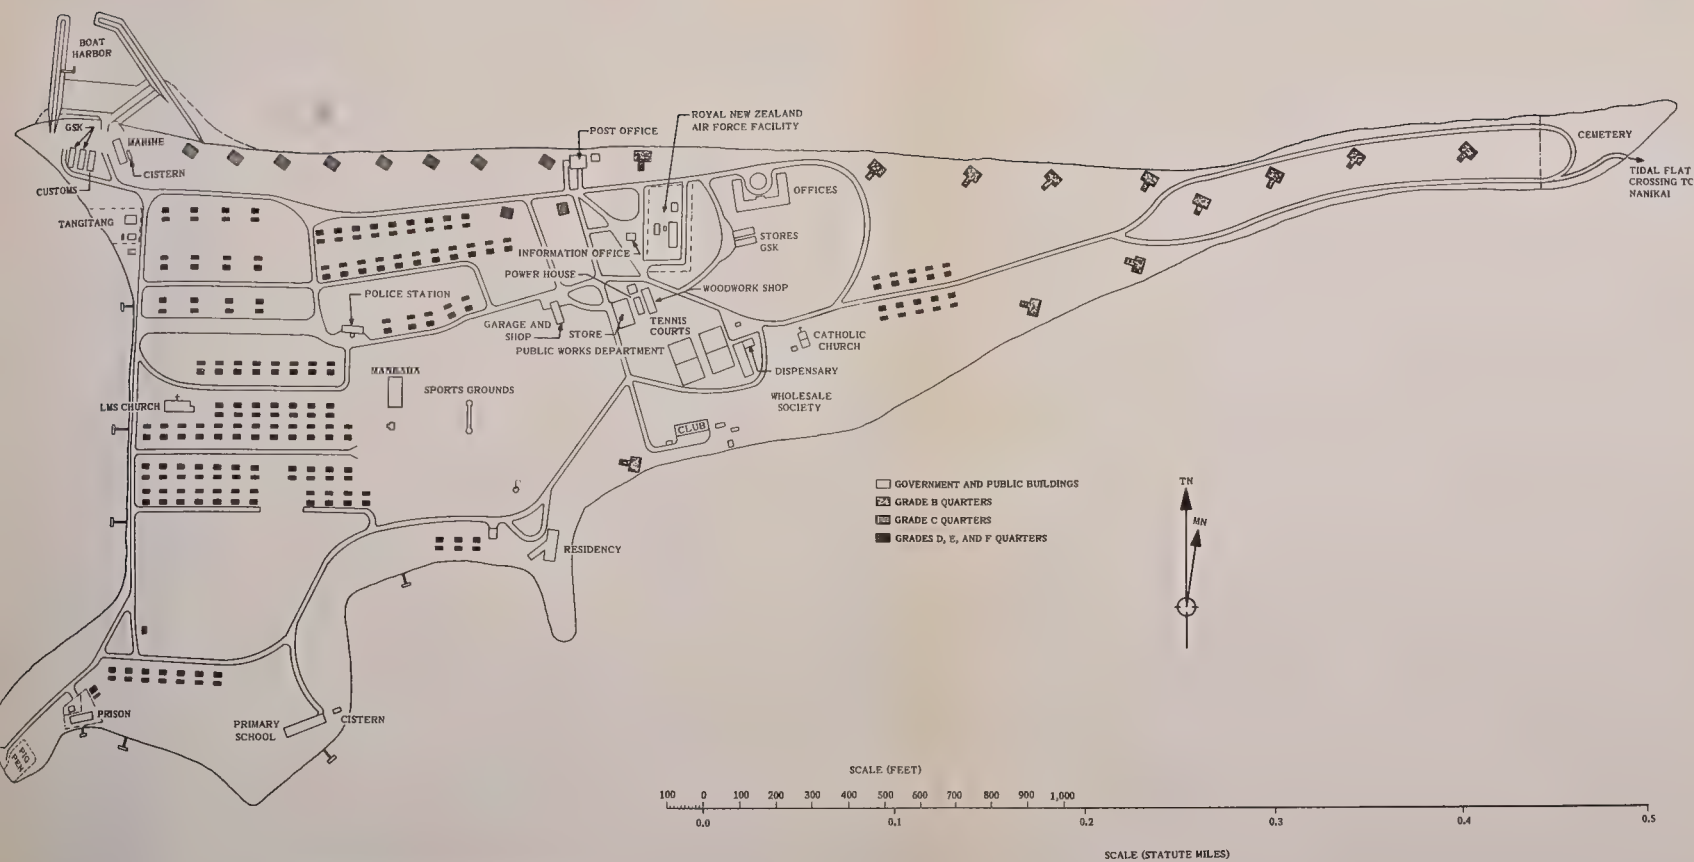 BOAT
HARBOR
GSK
MARINE
CISTERN
CUSTOMS
TANGITANG
POST OFFICE
ROYAL NEW ZEALAND
AIR FORCE FACILITY
OFFICES
STORES
GSK
INFORMATION OFFICE
POWER HOUSE
WOODWORK SHOP
POLICE STATION
GARAGE AND
SHOP
STORE
PUBLIC WORKS DEPARTMENT
TENNIS
COURTS
CATHOLIC
CHURCH
DISPENSARY
WHOLESALE
SOCIETY
CEMETERY
TIDAL FLAT
CROSSING TO
NANIKAI
MANEABA
SPORTS GROUNDS
LMS CHURCH
CLUB
GOVERNMENT AND PUBLIC BUILDINGS
GRADE B QUARTERS
GRADE C QUARTERS
GRADES D, E, AND F QUARTERS
TN
MN
RESIDENCY
PRISON
PIG
PEN
PRIMARY
SCHOOL
CISTERN
SCALE (FEET)
100 0 100 200 300 400 500 600 700 800 900 1,000
0.0 0.1 0.2 0.3 0.4 0.5
SCALE (STATUTE MILES)